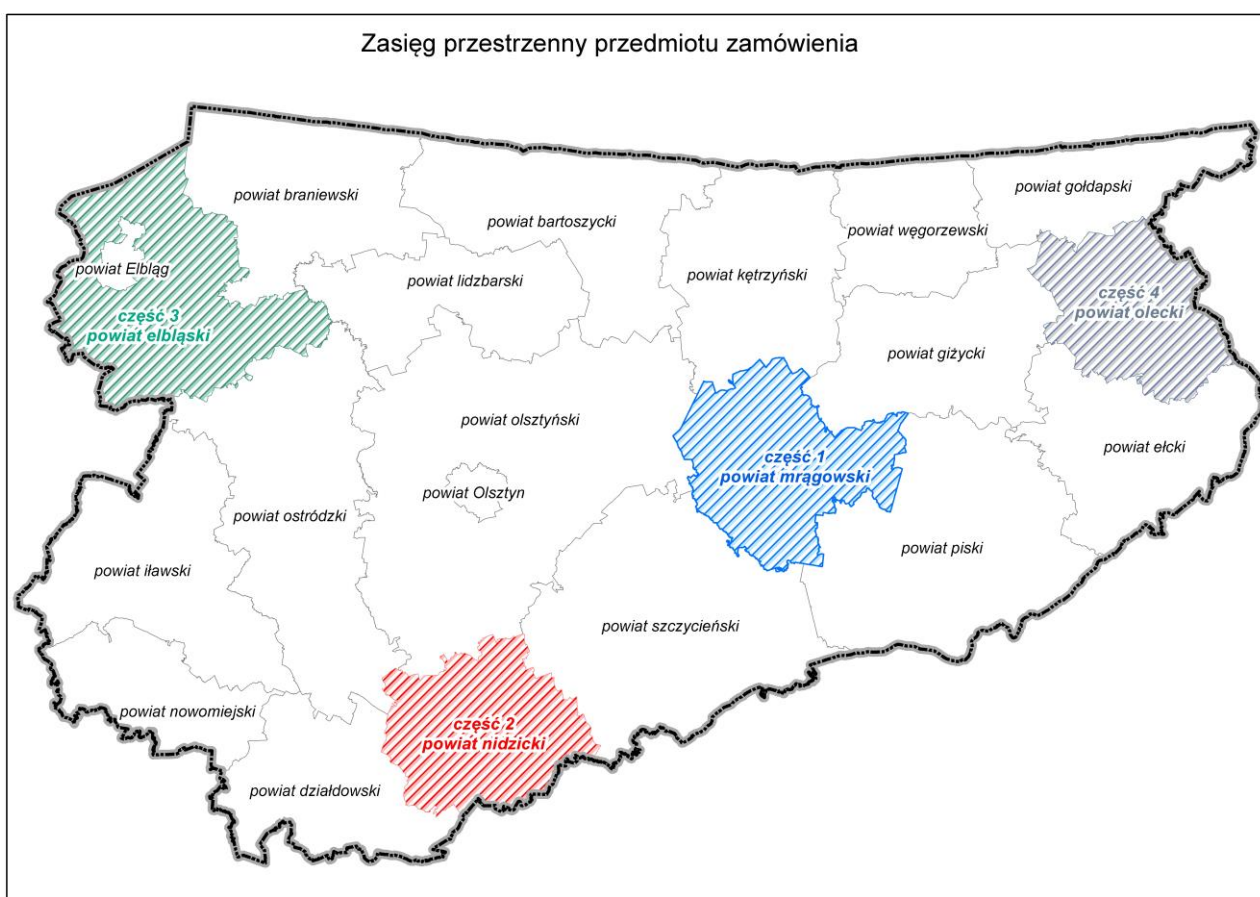 Zasięg przestrzenny przedmiotu zamówienia
powiat braniewski
powiat bartoszycki
powiat gołdapski
powiat węgorzewski
powiat Elbląg
powiat lidzbarski
powiat kętrzyński
część 3
powiat elbląski
część 4
powiat olecki
powiat giżycki
powiat olsztyński
powiat ełcki
część 1
powiat mrągowski
powiat Olsztyn
powiat ostródzki
powiat piski
powiat iławski
powiat szczycieński
powiat nowomiejski
część 2
powiat nidzicki
powiat działdowski